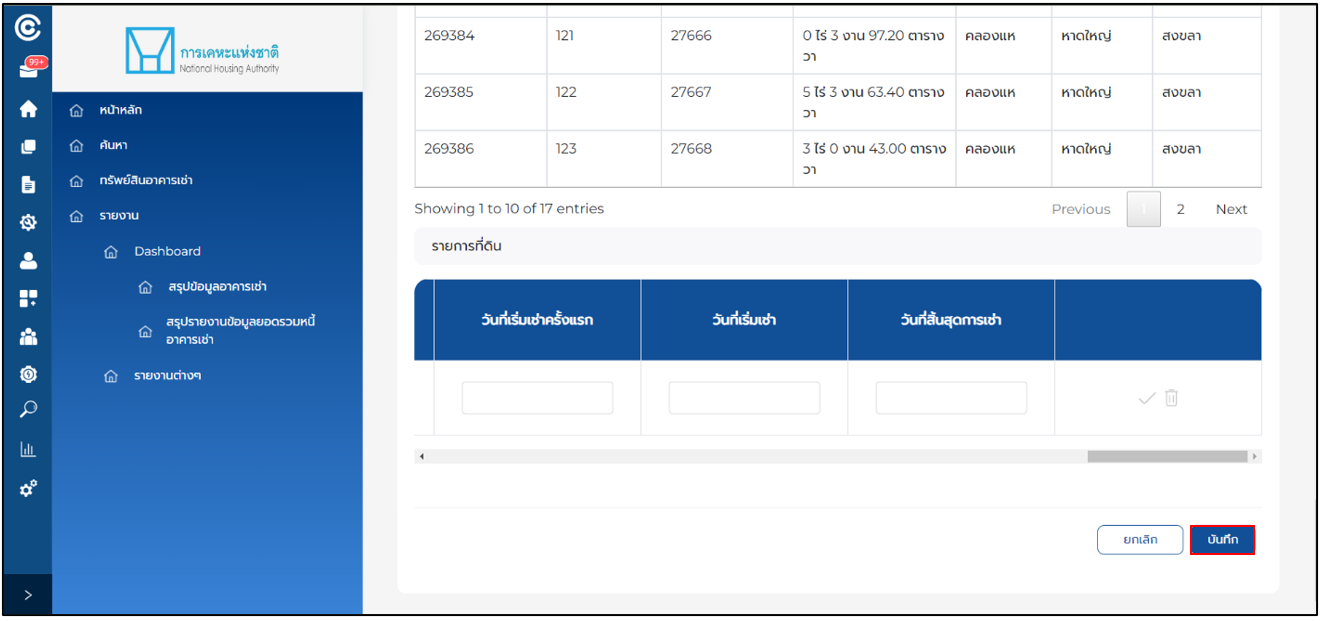 99+
การเคหะแห่งชาติ
National Housing Authority
หน้าหลัก
ค้นหา
ทรัพย์สินอาคารเช่า
รายงาน
Dashboard
สรุปข้อมูลอาคารเช่า
สรุปรายงานข้อมูลยอดรวมหนี้
อาคารเช่า
รายงานต่างๆ
269384 121 27666 0 ไร่ 3 งาน 97.20 ตาราง คลองแห หาดใหญ่ สงขลา
วา
269385 122 27667 5 ไร่ 3 งาน 63.40 ตาราง คลองแห หาดใหญ่ สงขลา
วา
269386 123 27668 3 ไร่ 0 งาน 43.00 ตาราง คลองแห หาดใหญ่ สงขลา
วา
Showing 1 to 10 of 17 entries Previous 1 2 Next
รายการที่ดิน
วันที่เริ่มเช่าครั้งแรก วันที่เริ่มเช่า วันที่สิ้นสุดการเช่า
ยกเลิก บันทึก